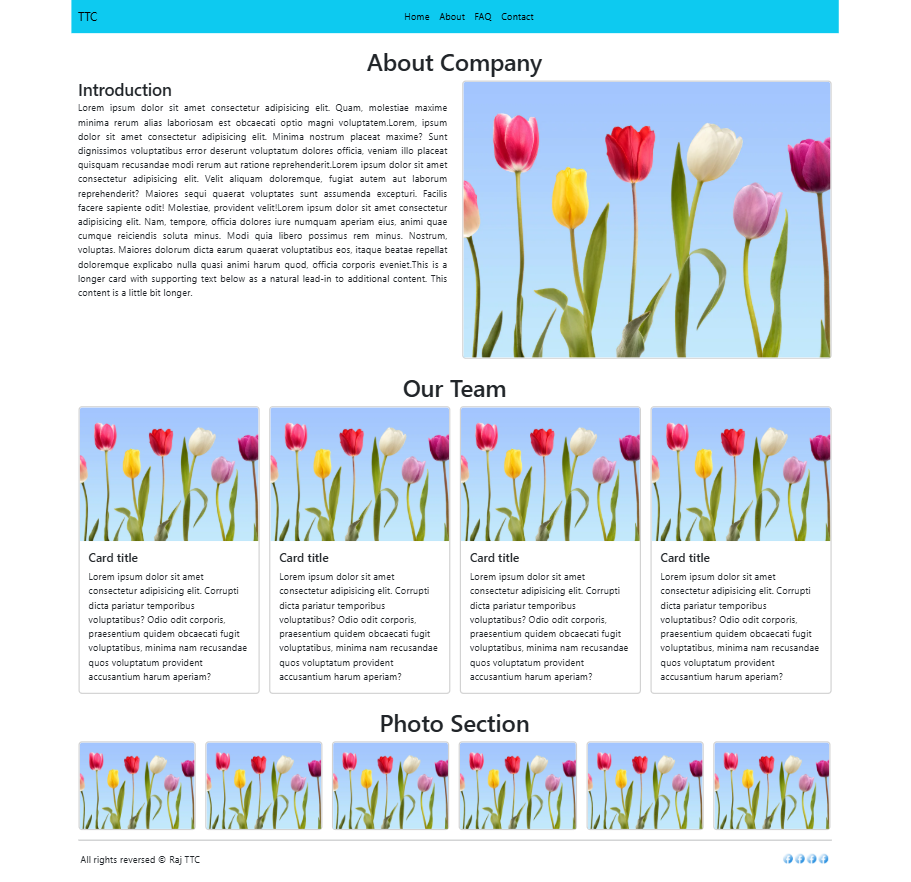 TTC
Home About FAQ Contact
About Company
Introduction
Lorem ipsum dolor sit amet consectetur adipisicing elit. Quam, molestiae maxime
minima rerum alias laboriosam est obcaecati optio magni voluptatem.Lorem, ipsum
dolor sit amet consectetur adipisicing elit. Minima nostrum placeat maxime? Sunt
dignissimos voluptatibus error deserunt voluptatum dolores officia, veniam illo placeat
quisquam recusandae modi rerum aut ratione reprehenderit.Lorem ipsum dolor sit amet
consectetur adipisicing elit. Velit aliquam doloremque, fugiat autem aut laborum
reprehenderit? Maiores sequi quaerat voluptates sunt assumenda excepturi. Facilis
facere sapiente odit! Molestiae, provident velit!Lorem ipsum dolor sit amet consectetur
adipisicing elit. Nam, tempore, officia dolores iure numquam aperiam eius, animi quae
cumque reiciendis soluta minus. Modi quia libero possimus rem minus. Nostrum,
voluptas. Maiores dolorum dicta earum quaerat voluptatibus eos, itaque beatae repellat
doloremque explicabo nulla quasi animi harum quod, officia corporis eveniet.This is a
longer card with supporting text below as a natural lead-in to additional content. This
content is a little bit longer.
Our Team
Card title
Lorem ipsum dolor sit amet
consectetur adipisicing elit. Corrupti
dicta pariatur temporibus
voluptatibus? Odio odit corporis,
praesentium quidem obcaecati fugit
voluptatibus, minima nam recusandae
quos voluptatum provident
accusantium harum aperiam?
Card title
Lorem ipsum dolor sit amet
consectetur adipisicing elit. Corrupti
dicta pariatur temporibus
voluptatibus? Odio odit corporis,
praesentium quidem obcaecati fugit
voluptatibus, minima nam recusandae
quos voluptatum provident
accusantium harum aperiam?
Card title
Lorem ipsum dolor sit amet
consectetur adipisicing elit. Corrupti
dicta pariatur temporibus
voluptatibus? Odio odit corporis,
praesentium quidem obcaecati fugit
voluptatibus, minima nam recusandae
quos voluptatum provident
accusantium harum aperiam?
Card title
Lorem ipsum dolor sit amet
consectetur adipisicing elit. Corrupti
dicta pariatur temporibus
voluptatibus? Odio odit corporis,
praesentium quidem obcaecati fugit
voluptatibus, minima nam recusandae
quos voluptatum provident
accusantium harum aperiam?
Photo Section
All rights reversed © Raj TTC